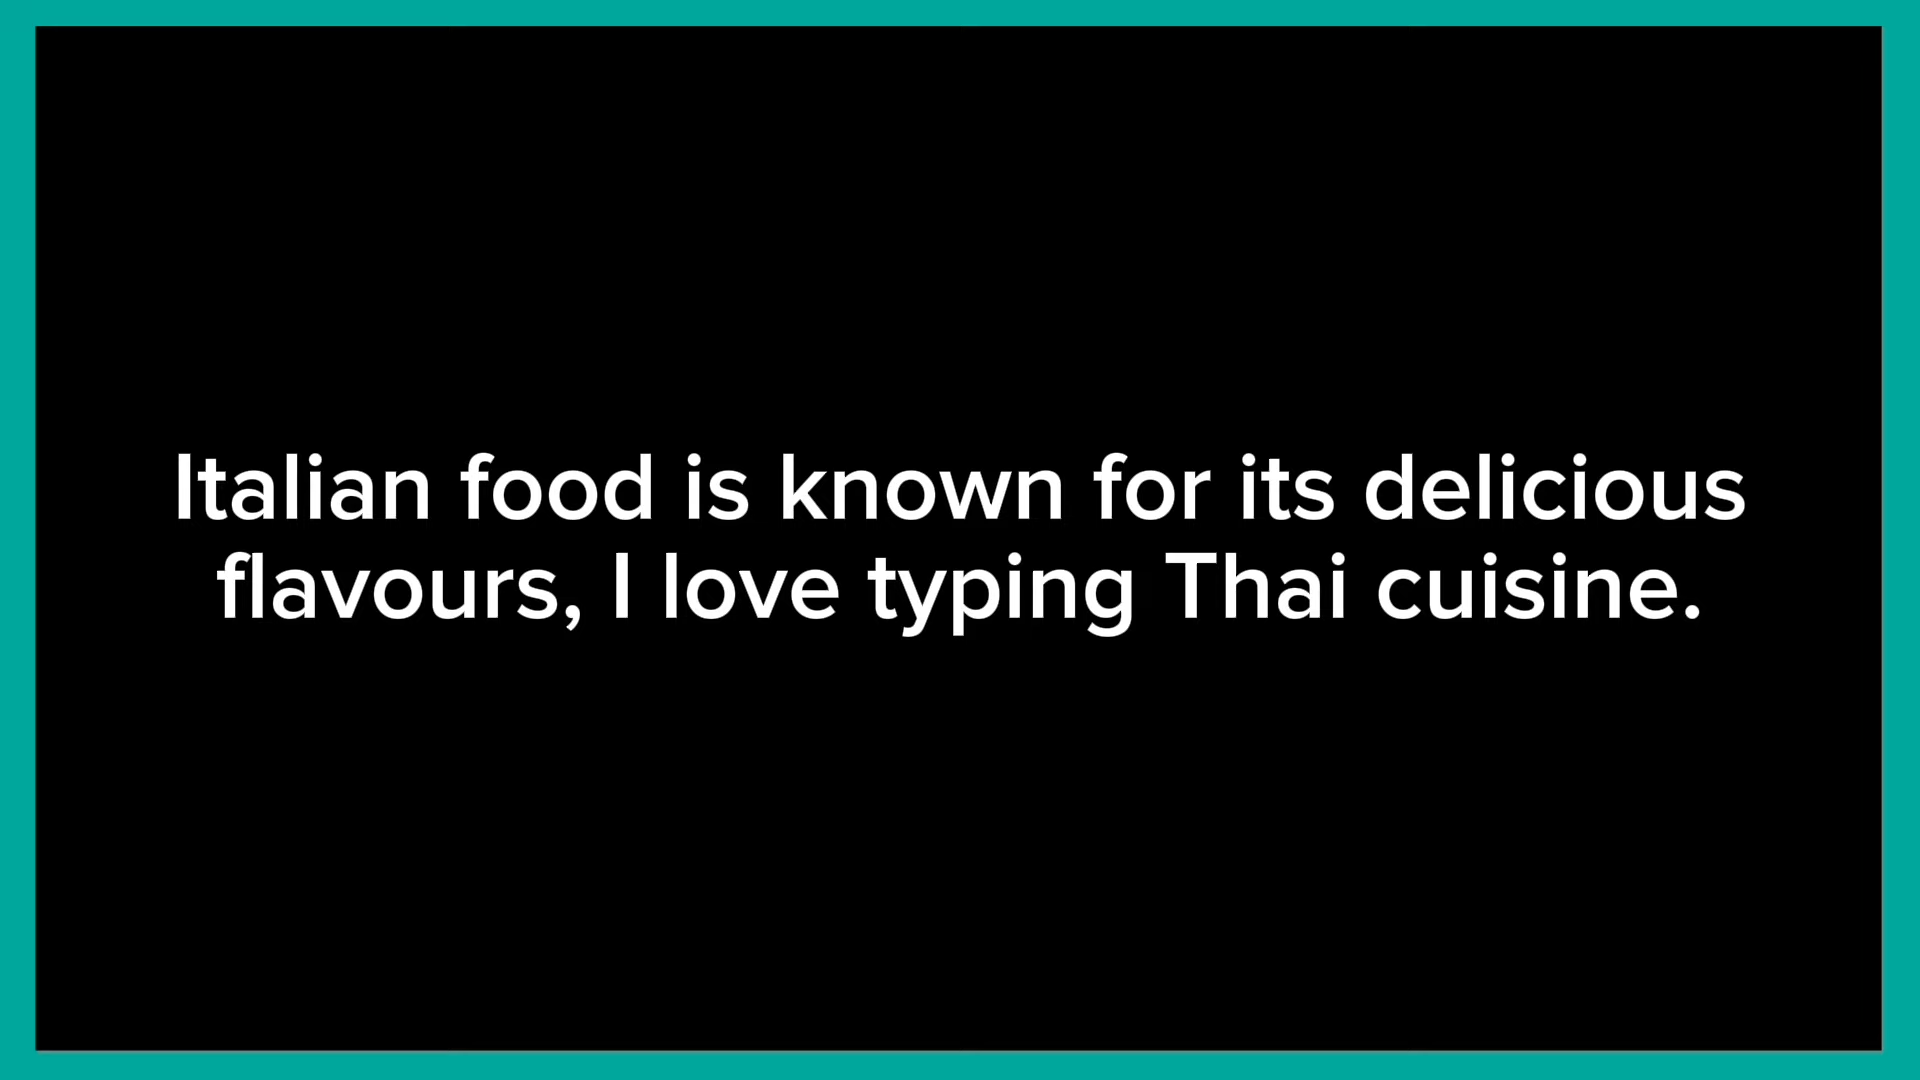 Italian food is known for its delicious
flavours, I love typing Thai cuisine.